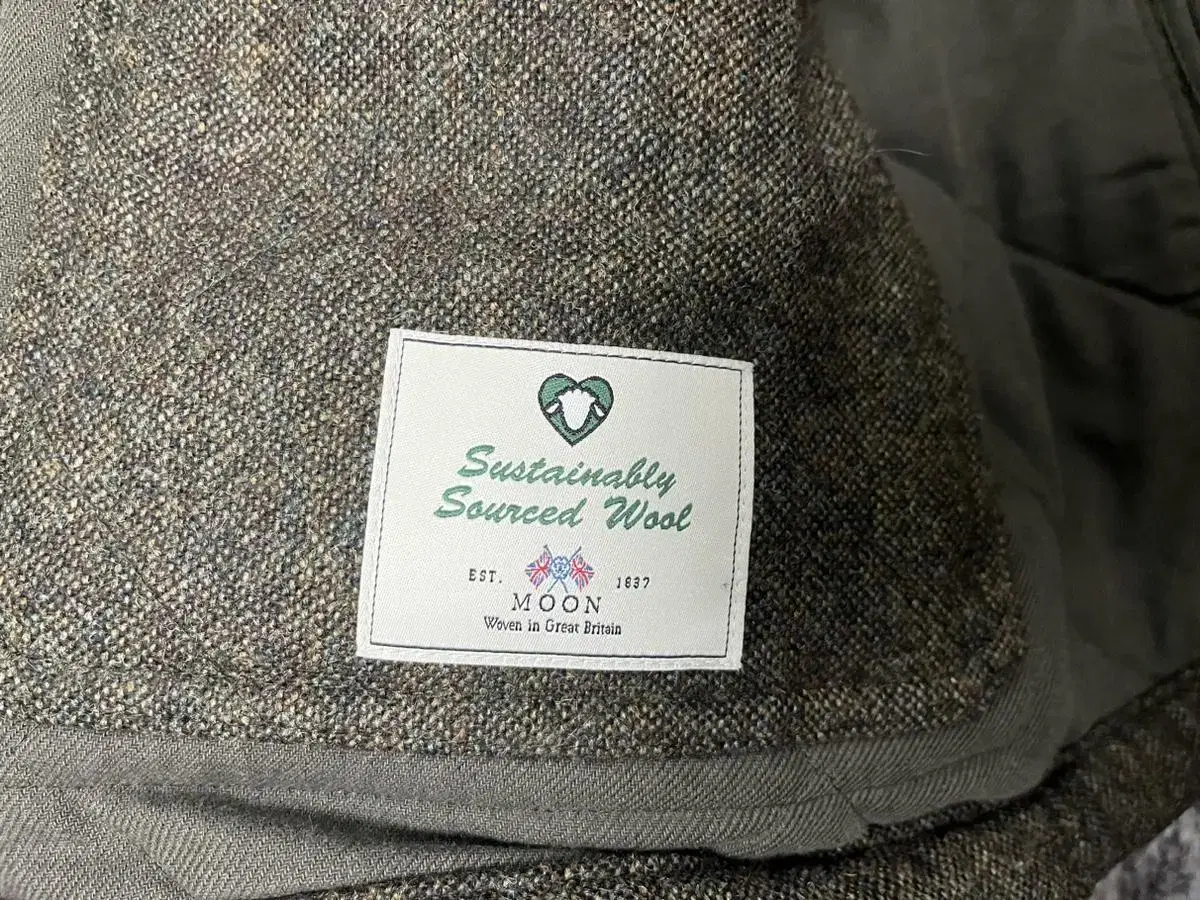 Sustainably
Sourced Wool
EST. 1837
MOON
Woven in Great Britain